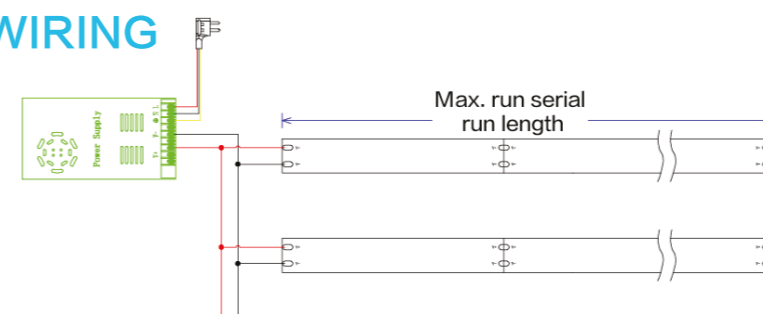 WIRING
Max. run serial
run length
Power Supply
L
N
V-
V+